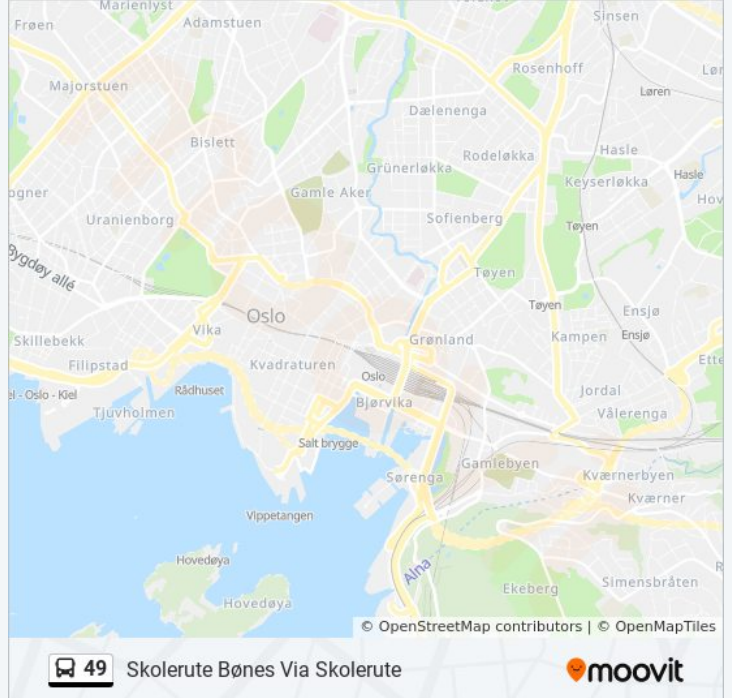 Marienlyst
Frøen
Adamstuen
Sinsen
Rosenhoff
Majorstuen
Løren
Dælenenga
Bislett
Rodeløkka
Hasle
Grünerløkka
Hasle
Keyserløkka
Gamle Aker
Uranienborg
Sofienberg
Tøyen
Bygdøy allé
Tøyen
Tøyen
Oslo
Ensjø
Vika
Skillebekk
Grønland
Kampen
Ensjø
Filipstad
Kvadraturen
Oslo
Rådhuset
Jordal
el - Oslo - Kiel
Bjørvika
Tjuvholmen
Vålerenga
Salt brygge
Gamlebyen
Sørenga
Kværnerbyen
Kværner
Vippetangen
Hovedøya
Alna
Simensbråten
Ekeberg
Hovedøya
© OpenStreetMap contributors | © OpenMapTiles
49 Skolerute Bønes Via Skolerute
moovit